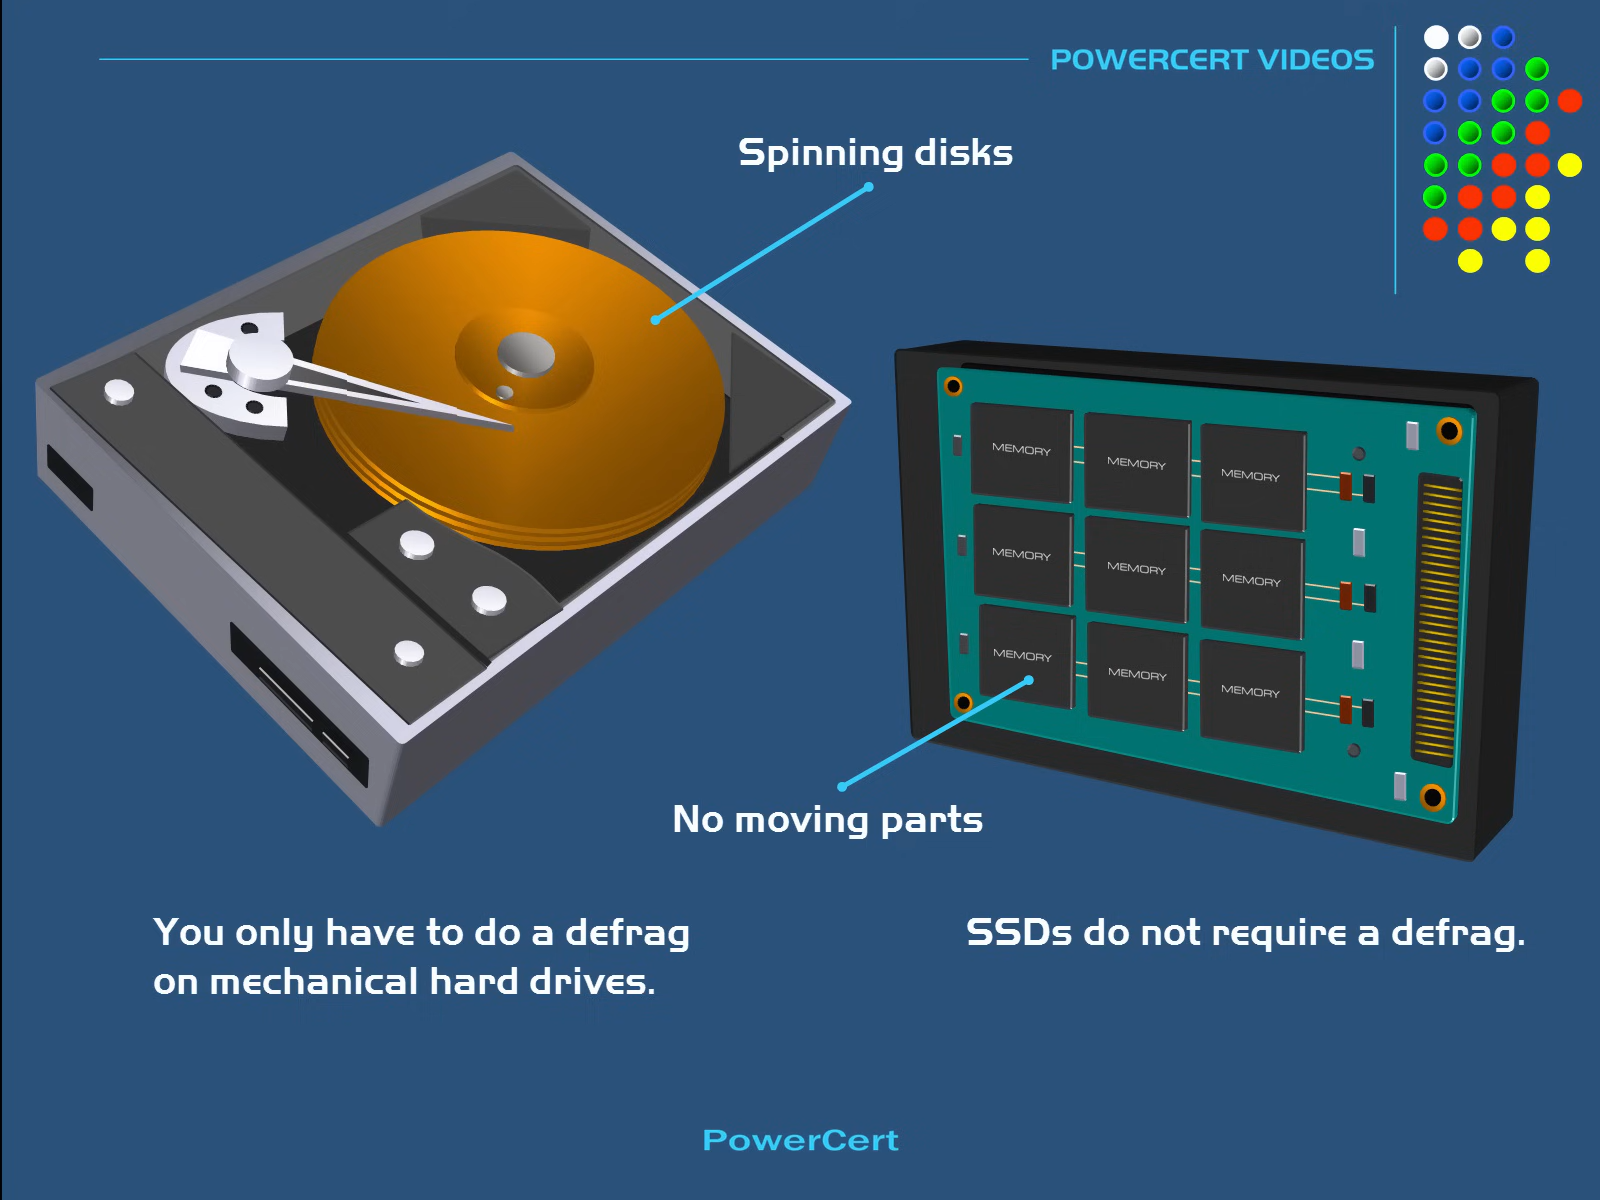 POWERCERT VIDEOS
Spinning disks
MEMORY
MEMORY
MEMORY
MEMORY
MEMORY
MEMORY
MEMORY
MEMORY
MEMORY
No moving parts
You only have to do a defrag
on mechanical hard drives.
SSDs do not require a defrag.
PowerCert